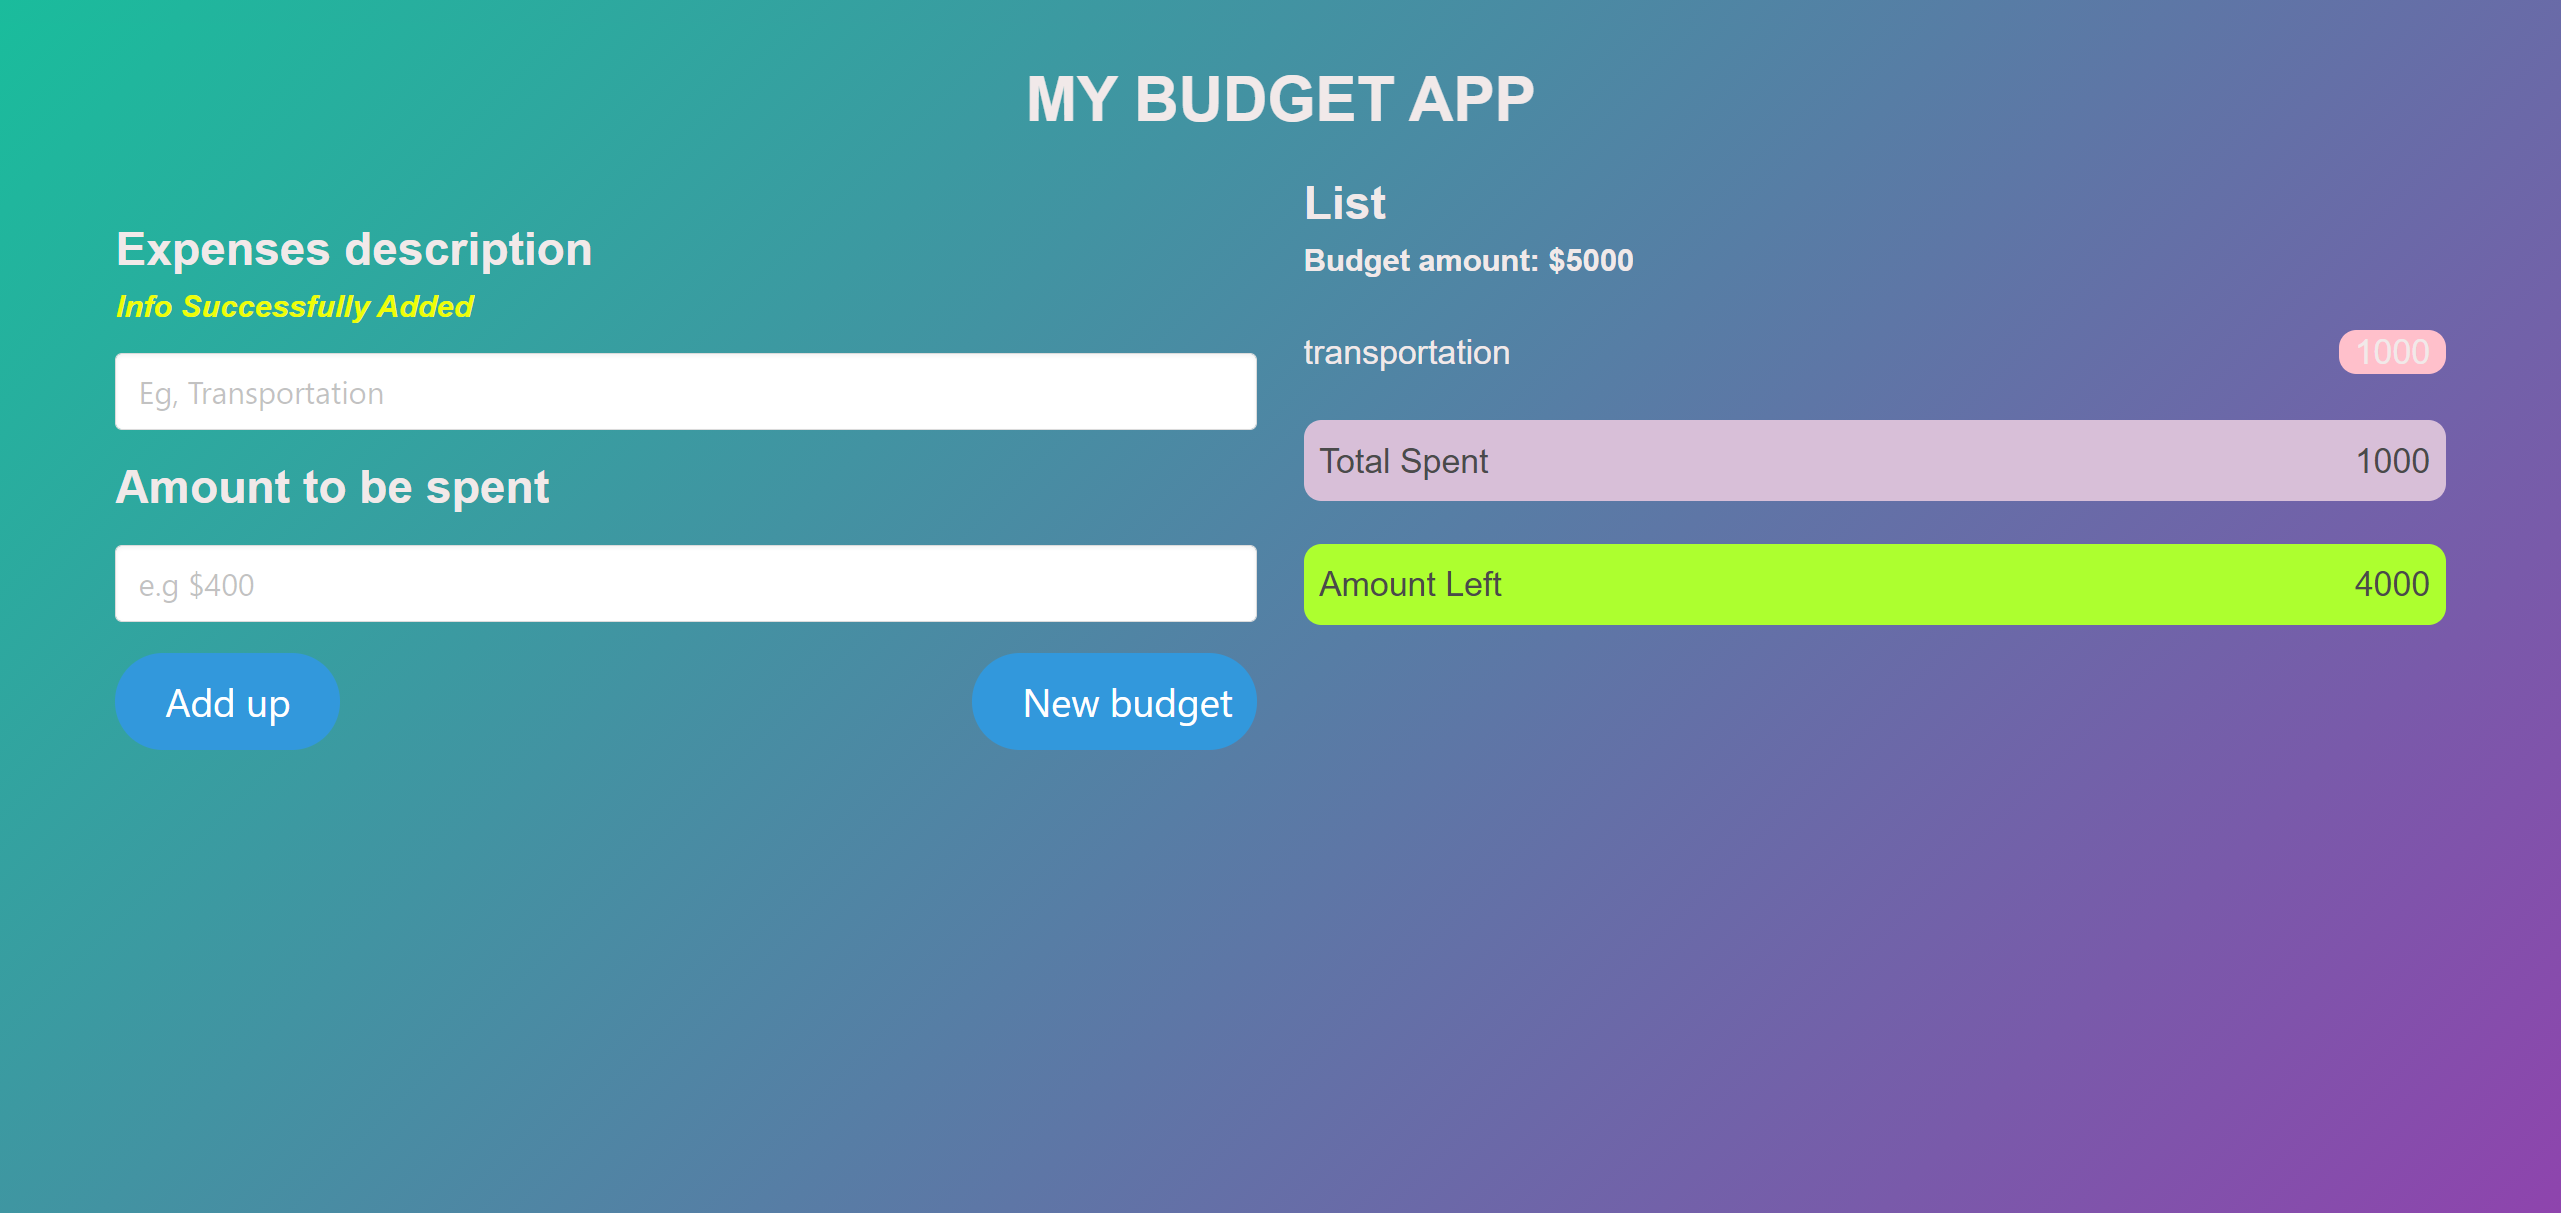 MY BUDGET APP
Expenses description
Info Successfully Added
Eg, Transportation
Amount to be spent
e.g $400
Add up
New budget
List
Budget amount: $5000
transportation 1000
Total Spent 1000
Amount Left 4000